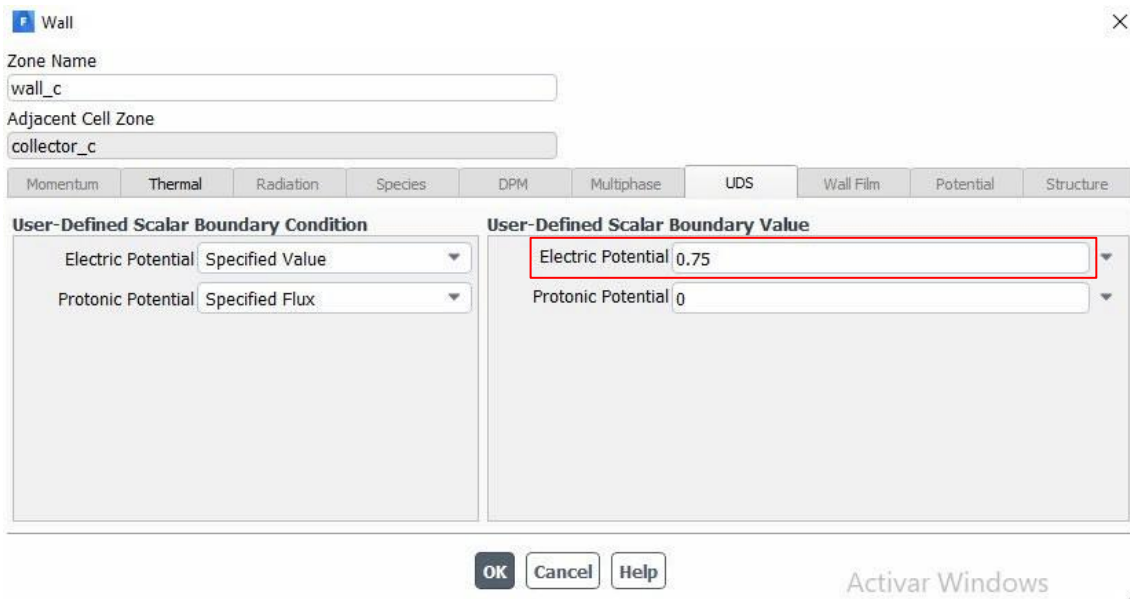 Wall
Zone Name
wall_c
Adjacent Cell Zone
collector_c
Momentum Thermal Radiation Species DPM Multiphase UDS Wall Film Potential Structure
User-Defined Scalar Boundary Condition
Electric Potential Specified Value
Protonic Potential Specified Flux
User-Defined Scalar Boundary Value
Electric Potential 0.75
Protonic Potential 0
OK Cancel Help
Activar Windows